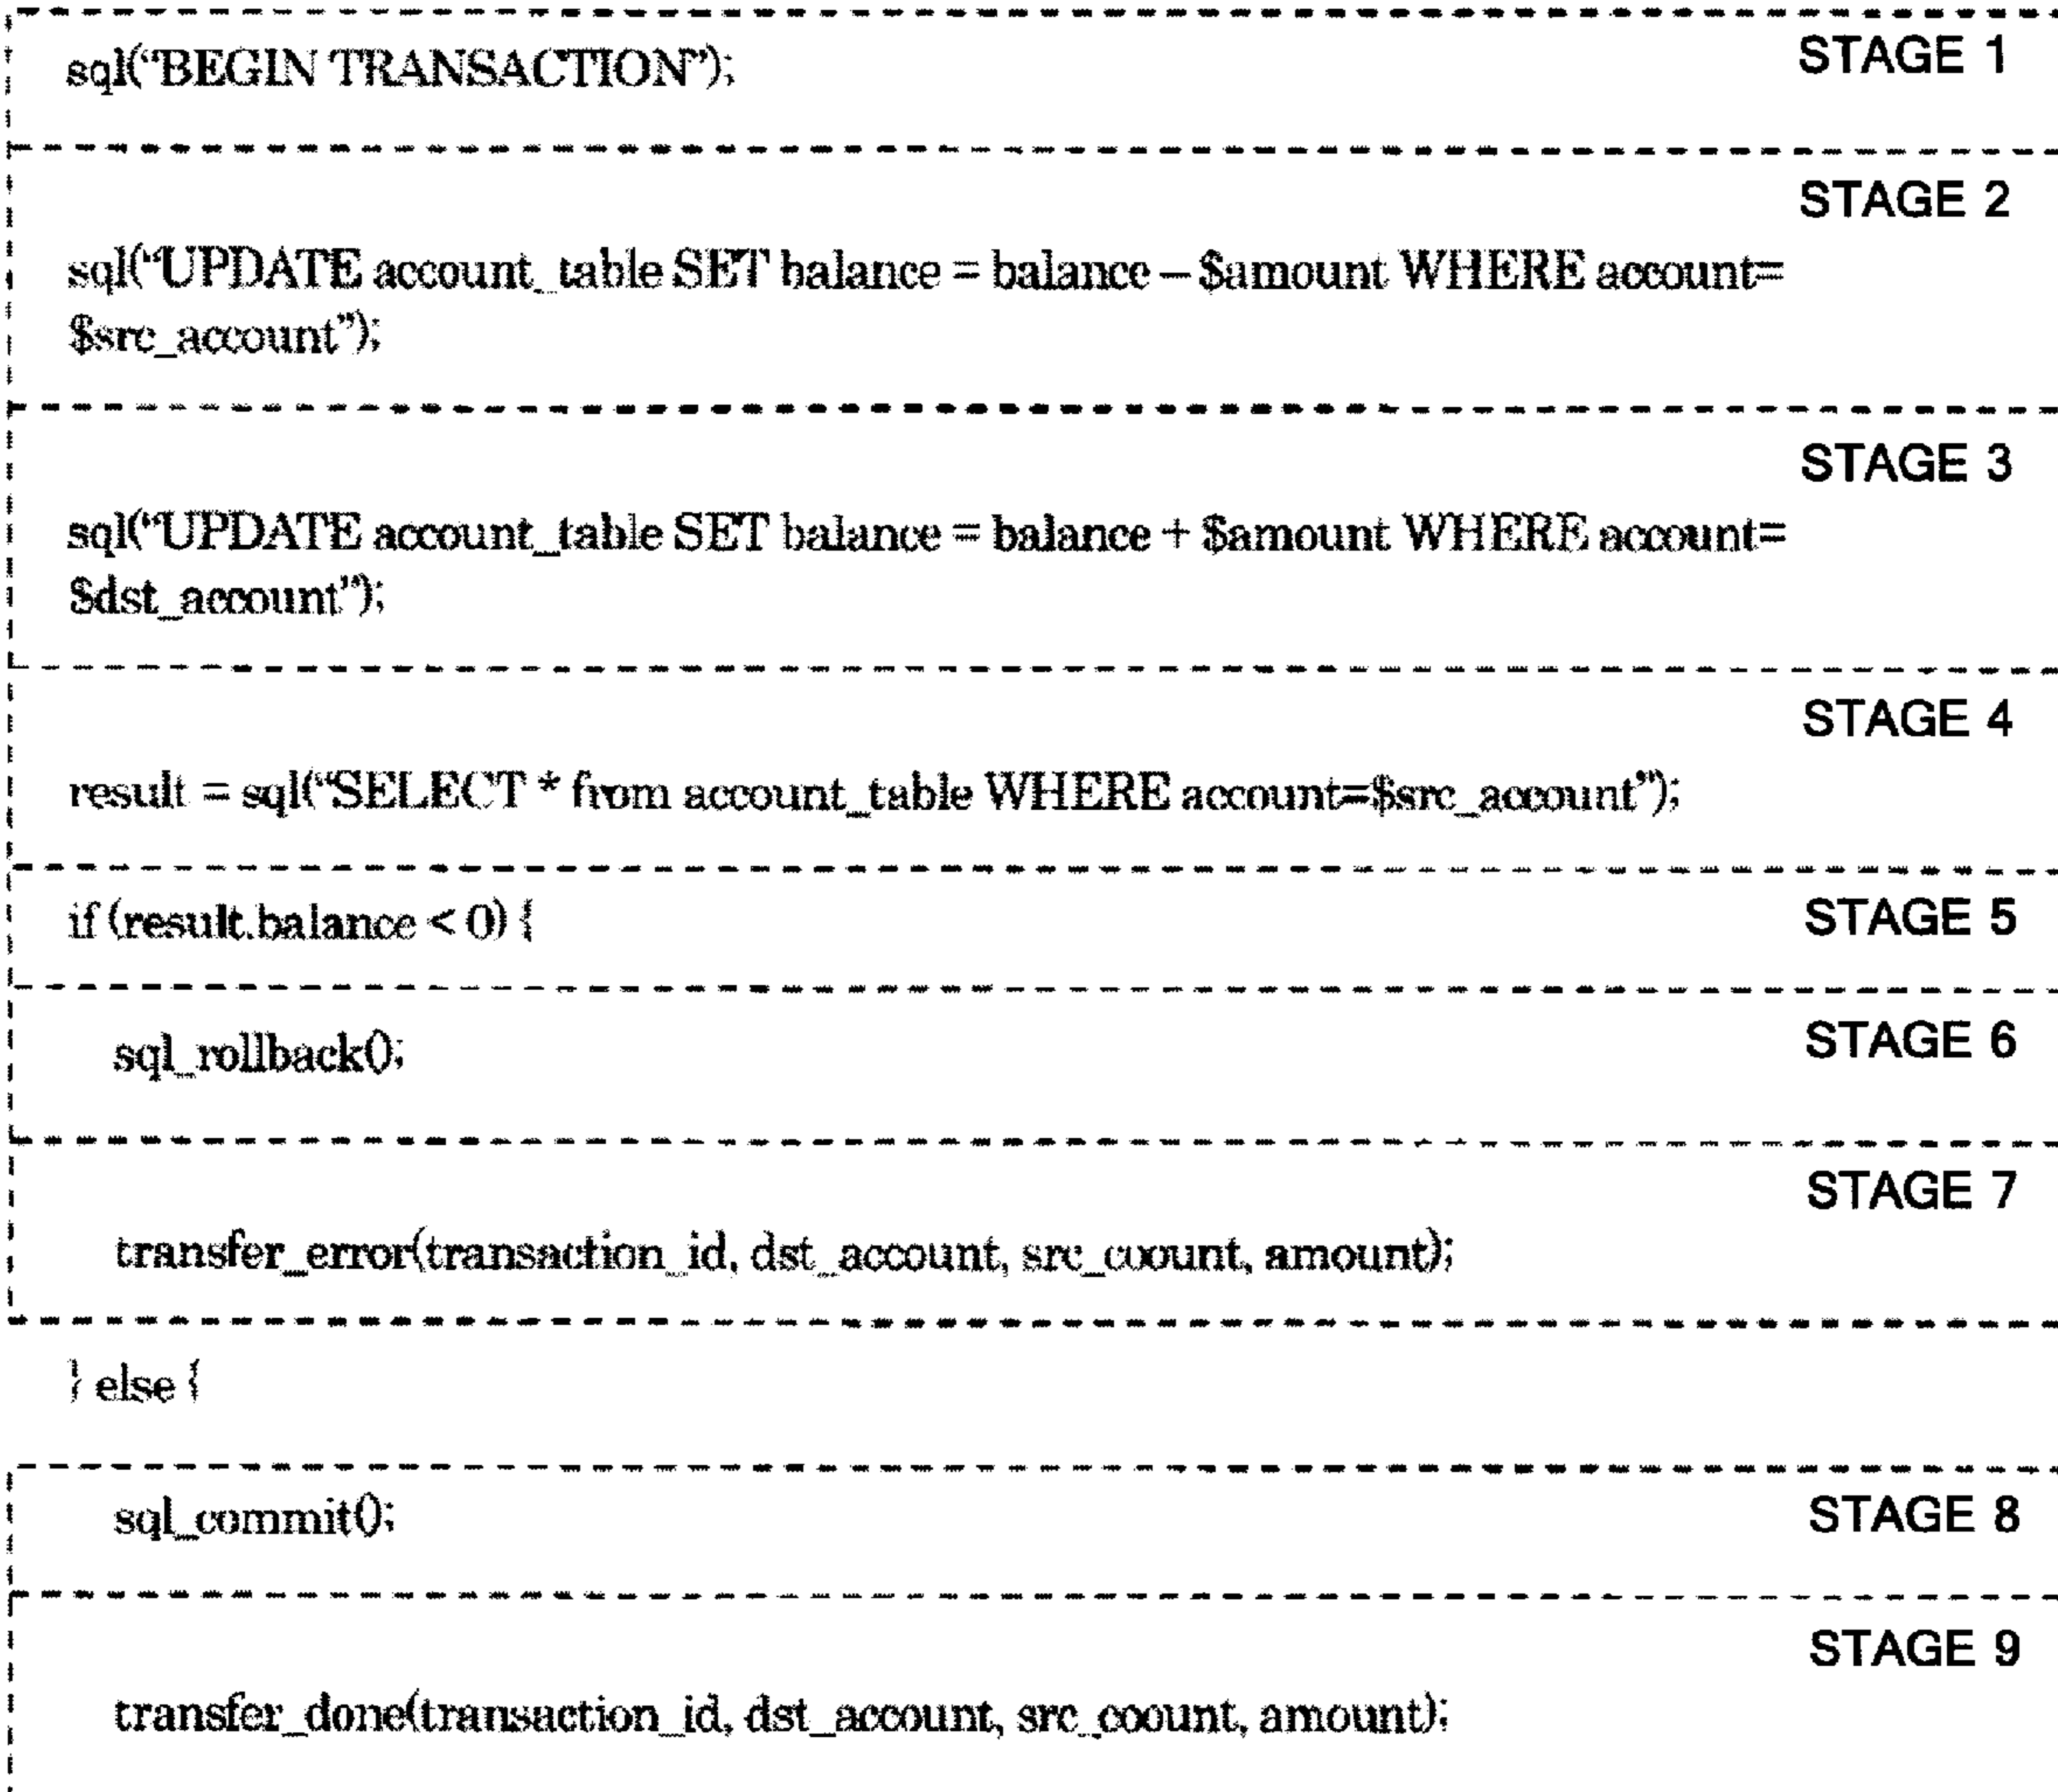 STAGE 1
sql(“BEGIN TRANSACTION”);
STAGE 2
sql(“UPDATE account_table SET balance = balance – $amount WHERE account=
$src_account”);
STAGE 3
sql(“UPDATE account_table SET balance = balance + $amount WHERE account=
$dst_account”);
STAGE 4
result = sql(“SELECT * from account_table WHERE account=$src_account”);
if (result.balance < 0) {
STAGE 5
sql_rollback();
STAGE 6
STAGE 7
transfer_error(transaction_id, dst_account, src_coount, amount);
} else {
sql_commit();
STAGE 8
STAGE 9
transfer_done(transaction_id, dst_account, src_coount, amount);